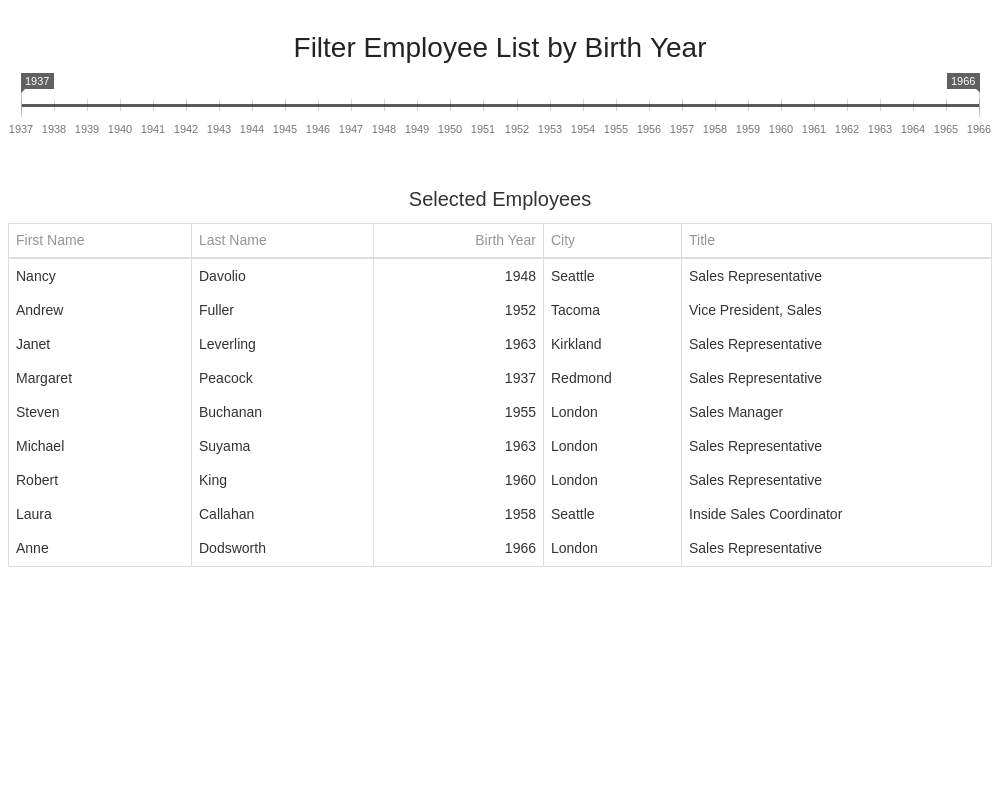 Filter Employee List by Birth Year
1937 1966
1937 1938 1939 1940 1941 1942 1943 1944 1945 1946 1947 1948 1949 1950 1951 1952 1953 1954 1955 1956 1957 1958 1959 1960 1961 1962 1963 1964 1965 1966
Selected Employees
First Name Last Name Birth Year City Title
Nancy Davolio 1948 Seattle Sales Representative
Andrew Fuller 1952 Tacoma Vice President, Sales
Janet Leverling 1963 Kirkland Sales Representative
Margaret Peacock 1937 Redmond Sales Representative
Steven Buchanan 1955 London Sales Manager
Michael Suyama 1963 London Sales Representative
Robert King 1960 London Sales Representative
Laura Callahan 1958 Seattle Inside Sales Coordinator
Anne Dodsworth 1966 London Sales Representative